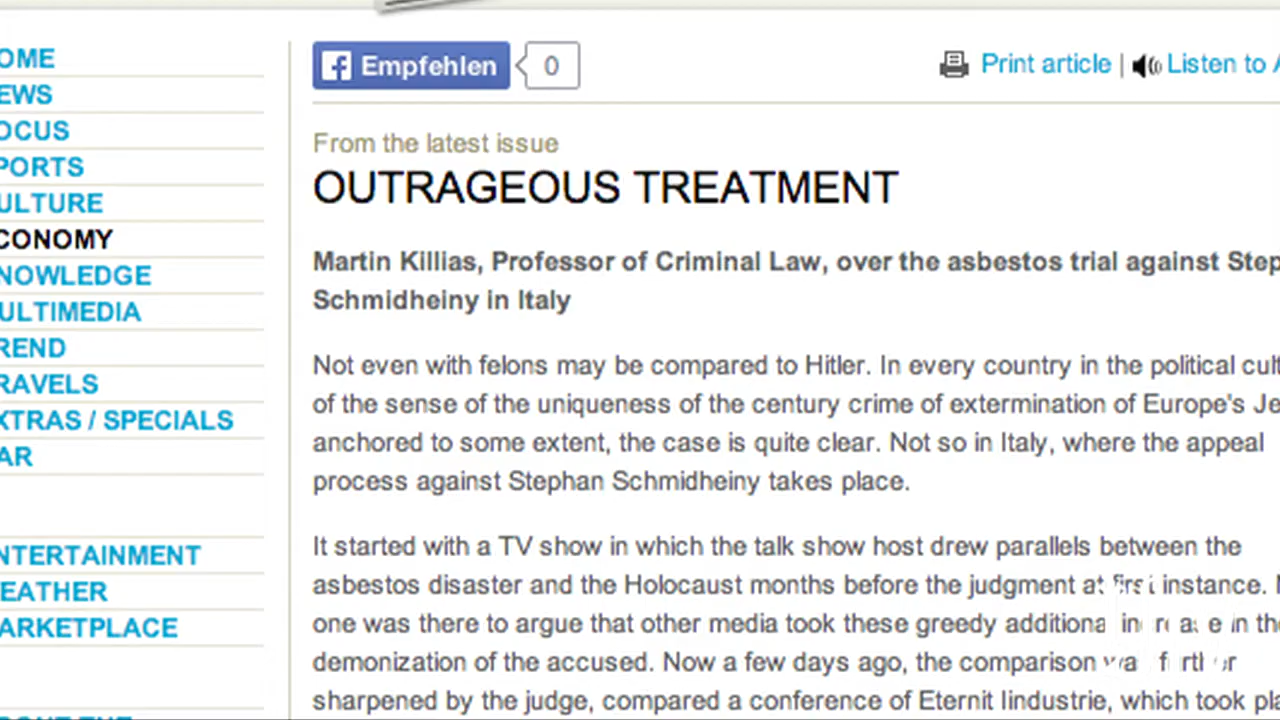 OME
EWS
OCUS
PORTS
ULTURE
CONOMY
NOWLEDGE
ULTIMEDIA
REND
RAVELS
XTRAS / SPECIALS
AR
NTERTAINMENT
EATHER
ARKETPLACE
Empfehlen 0
Print article | Listen to A
From the latest issue
OUTRAGEOUS TREATMENT
Martin Killias, Professor of Criminal Law, over the asbestos trial against Step
Schmidheiny in Italy
Not even with felons may be compared to Hitler. In every country in the political cult
of the sense of the uniqueness of the century crime of extermination of Europe's Je
anchored to some extent, the case is quite clear. Not so in Italy, where the appeal
process against Stephan Schmidheiny takes place.
It started with a TV show in which the talk show host drew parallels between the
asbestos disaster and the Holocaust months before the judgment at first instance.
one was there to argue that other media took these greedy additional in the
demonization of the accused. Now a few days ago, the comparison was further
sharpened by the judge, compared a conference of Eternit Iindustrie, which took pla